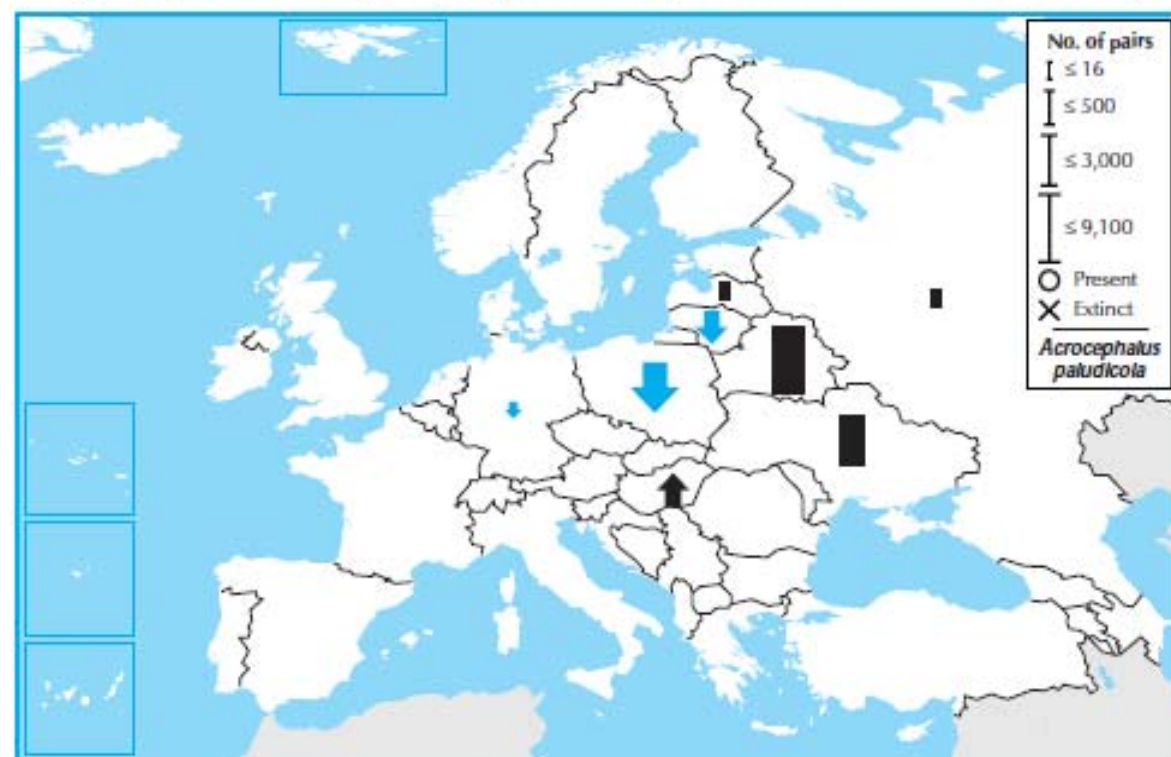 No. of pairs
≤ 16
≤ 500
≤ 3,000
≤ 9,100
Present
Extinct
Acrocephalus
paludicola